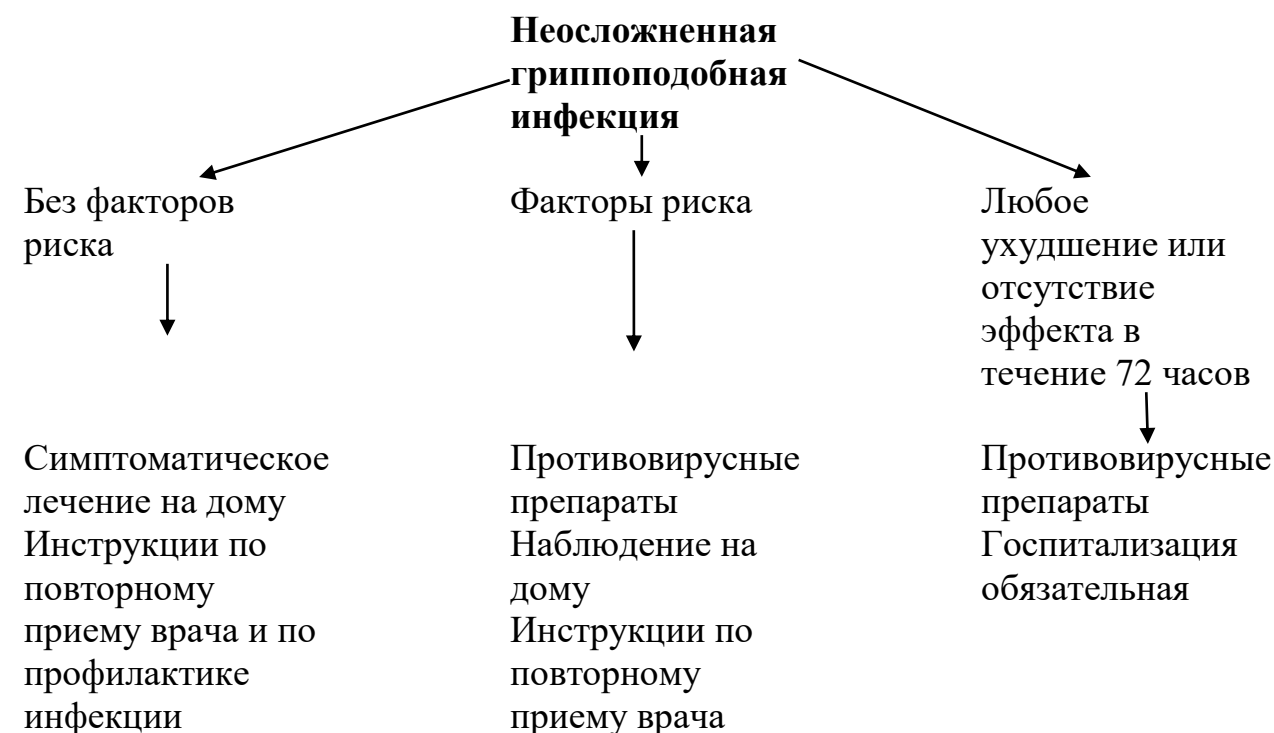 Неосложненная
гриппоподобная
инфекция
Без факторов
риска
Факторы риска
Любое
ухудшение или
отсутствие
эффекта в
течение 72 часов
Симптоматическое
лечение на дому
Инструкции по
повторному
приему врача и по
профилактике
инфекции
Противовирусные
препараты
Наблюдение на
дому
Инструкции по
повторному
приему врача
Противовирусные
препараты
Госпитализация
обязательная